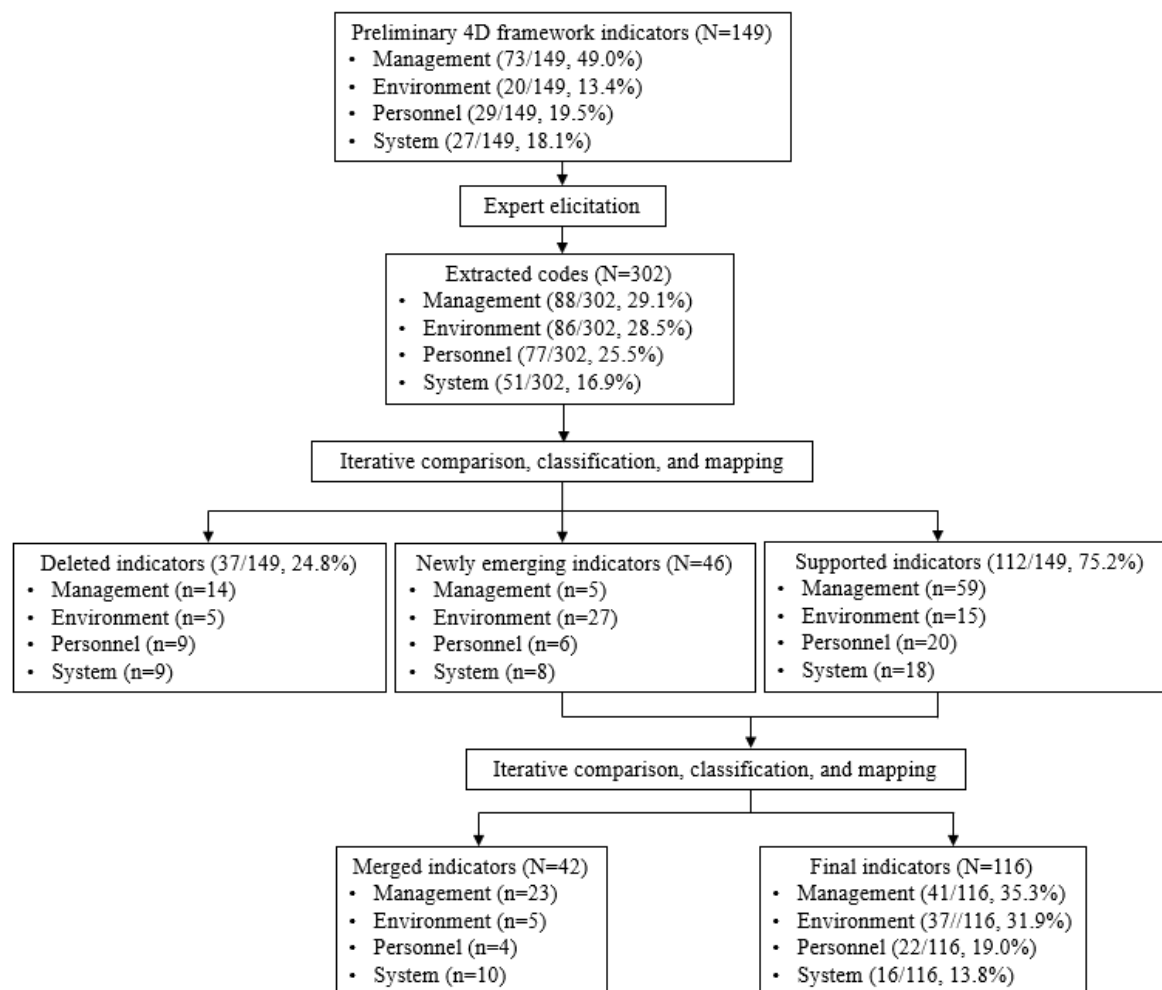 Preliminary 4D framework indicators (N=149)
• Management (73/149, 49.0%)
• Environment (20/149, 13.4%)
• Personnel (29/149, 19.5%)
• System (27/149, 18.1%)
Expert elicitation
Extracted codes (N=302)
• Management (88/302, 29.1%)
• Environment (86/302, 28.5%)
• Personnel (77/302, 25.5%)
• System (51/302, 16.9%)
Iterative comparison, classification, and mapping
Deleted indicators (37/149, 24.8%)
• Management (n=14)
• Environment (n=5)
• Personnel (n=9)
• System (n=9)
Newly emerging indicators (N=46)
• Management (n=5)
• Environment (n=27)
• Personnel (n=6)
• System (n=8)
Supported indicators (112/149, 75.2%)
• Management (n=59)
• Environment (n=15)
• Personnel (n=20)
• System (n=18)
Iterative comparison, classification, and mapping
Merged indicators (N=42)
• Management (n=23)
• Environment (n=5)
• Personnel (n=4)
• System (n=10)
Final indicators (N=116)
• Management (41/116, 35.3%)
• Environment (37//116, 31.9%)
• Personnel (22/116, 19.0%)
• System (16/116, 13.8%)